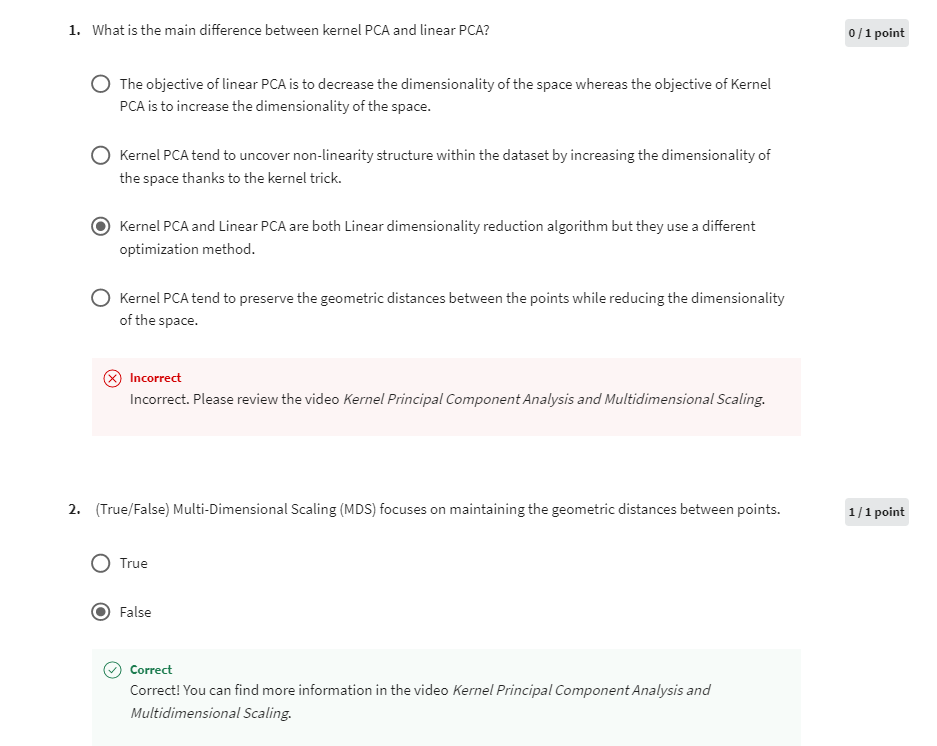 1. What is the main difference between kernel PCA and linear PCA?
0 / 1 point
The objective of linear PCA is to decrease the dimensionality of the space whereas the objective of Kernel
PCA is to increase the dimensionality of the space.
Kernel PCA tend to uncover non-linearity structure within the dataset by increasing the dimensionality of
the space thanks to the kernel trick.
Kernel PCA and Linear PCA are both Linear dimensionality reduction algorithm but they use a different
optimization method.
Kernel PCA tend to preserve the geometric distances between the points while reducing the dimensionality
of the space.
Incorrect
Incorrect. Please review the video Kernel Principal Component Analysis and Multidimensional Scaling.
2. (True/False) Multi-Dimensional Scaling (MDS) focuses on maintaining the geometric distances between points.
1 / 1 point
True
False
Correct
Correct! You can find more information in the video Kernel Principal Component Analysis and
Multidimensional Scaling.